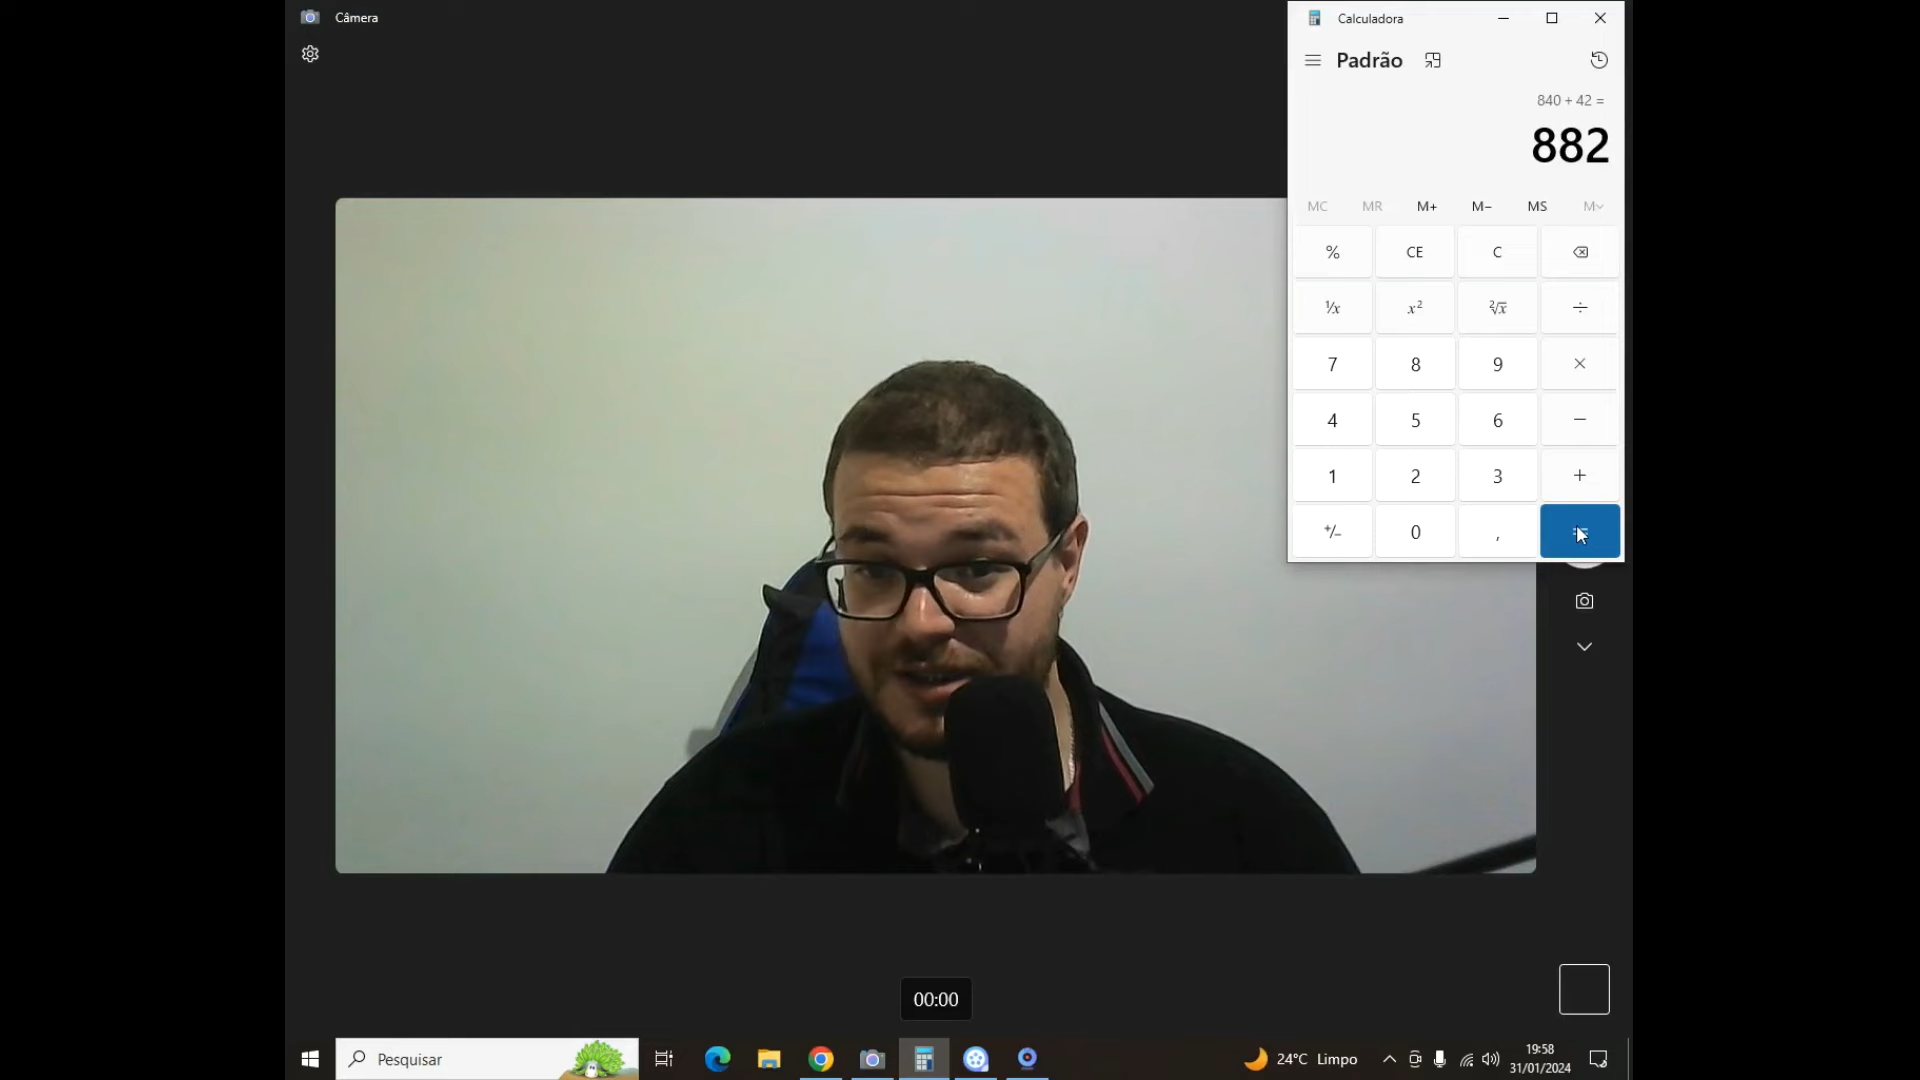 Câmera
Calculadora
Padrão
840 + 42 =
882
MC MR M+ M− MS M
% CE C
¹⁄x x² ²√x ÷
7 8 9 ×
4 5 6 −
1 2 3 +
+/− 0 ,
00:00
Pesquisar
24°C Limpo
19:58
31/01/2024